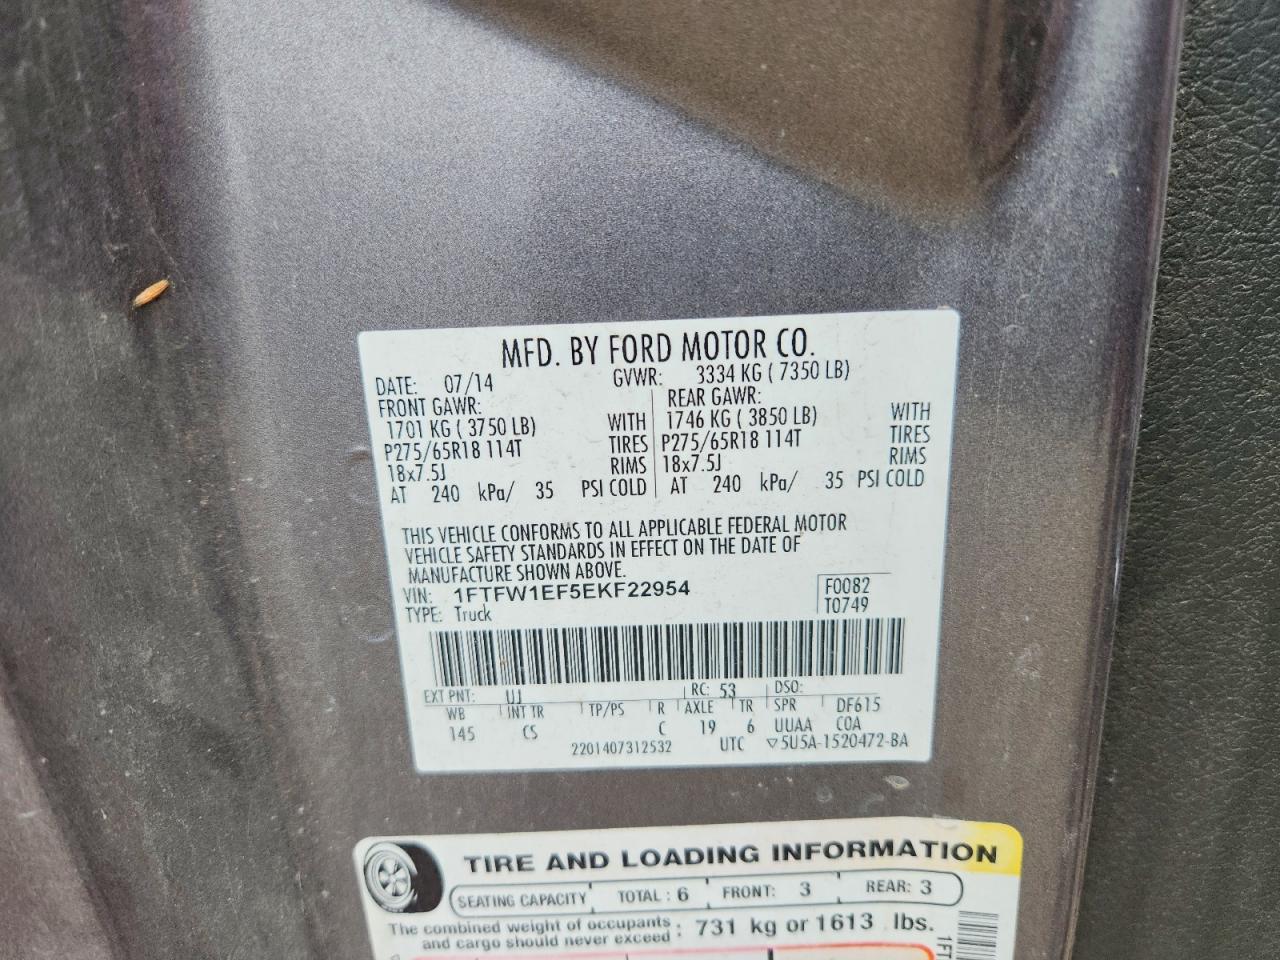 MFD. BY FORD MOTOR CO.
DATE: 07/14 GVWR: 3334 KG ( 7350 LB)
FRONT GAWR: REAR GAWR:
1701 KG ( 3750 LB) WITH 1746 KG ( 3850 LB) WITH
P275/65R18 114T TIRES P275/65R18 114T TIRES
18x7.5J RIMS 18x7.5J RIMS
AT 240 kPa/ 35 PSI COLD AT 240 kPa/ 35 PSI COLD
THIS VEHICLE CONFORMS TO ALL APPLICABLE FEDERAL MOTOR
VEHICLE SAFETY STANDARDS IN EFFECT ON THE DATE OF
MANUFACTURE SHOWN ABOVE.
VIN: 1FTFW1EF5EKF22954 F0082
TYPE: Truck T0749
EXT PNT: UJ RC: 53 DSO:
WB INT TR TP/PS R AXLE TR SPR DF615
145 CS C 19 6 UUAA COA
2201407312532 UTC ▽5U5A-1520472-BA
TIRE AND LOADING INFORMATION
SEATING CAPACITY TOTAL : 6 FRONT: 3 REAR: 3
The combined weight of occupants
and cargo should never exceed : 731 kg or 1613 lbs.
1FT